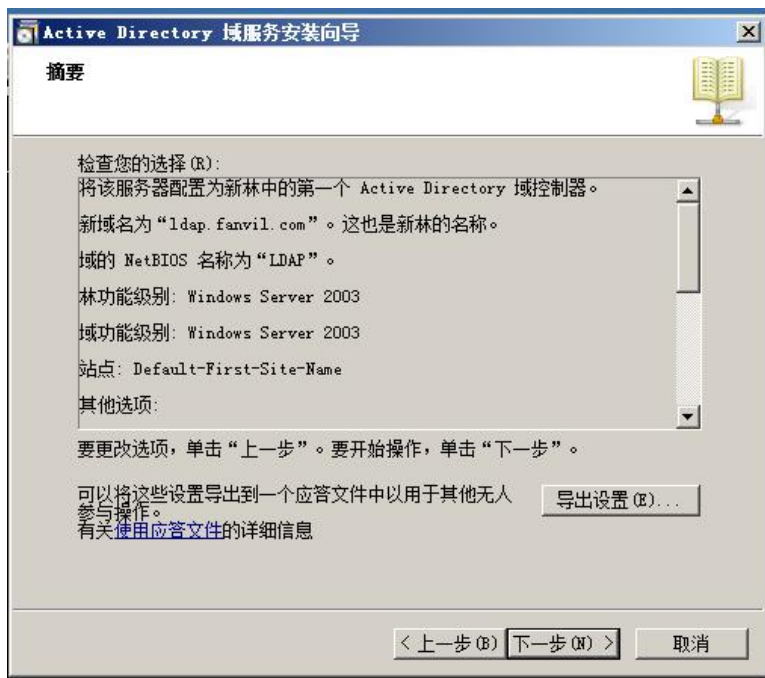 Active Directory 域服务安装向导
摘要
检查您的选择(R):
将该服务器配置为新林中的第一个 Active Directory 域控制器。
新域名为“ldap.fanvil.com”。这也是新林的名称。
域的 NetBIOS 名称为“LDAP”。
林功能级别: Windows Server 2003
域功能级别: Windows Server 2003
站点: Default-First-Site-Name
其他选项:
要更改选项，单击“上一步”。要开始操作，单击“下一步”。
可以将这些设置导出到一个应答文件中以用于其他无人
参与操作。
导出设置(E)...
有关使用应答文件的详细信息
< 上一步(B)
下一步(N) >
取消